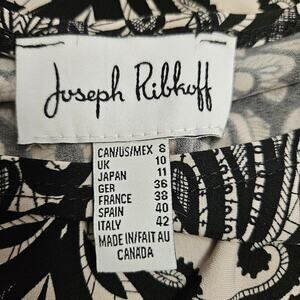 Joseph Ribkoff
CAN/US/MEX 8
UK 10
JAPAN 11
GER 36
FRANCE 38
SPAIN 40
ITALY 42
MADE IN/FAIT AU
CANADA